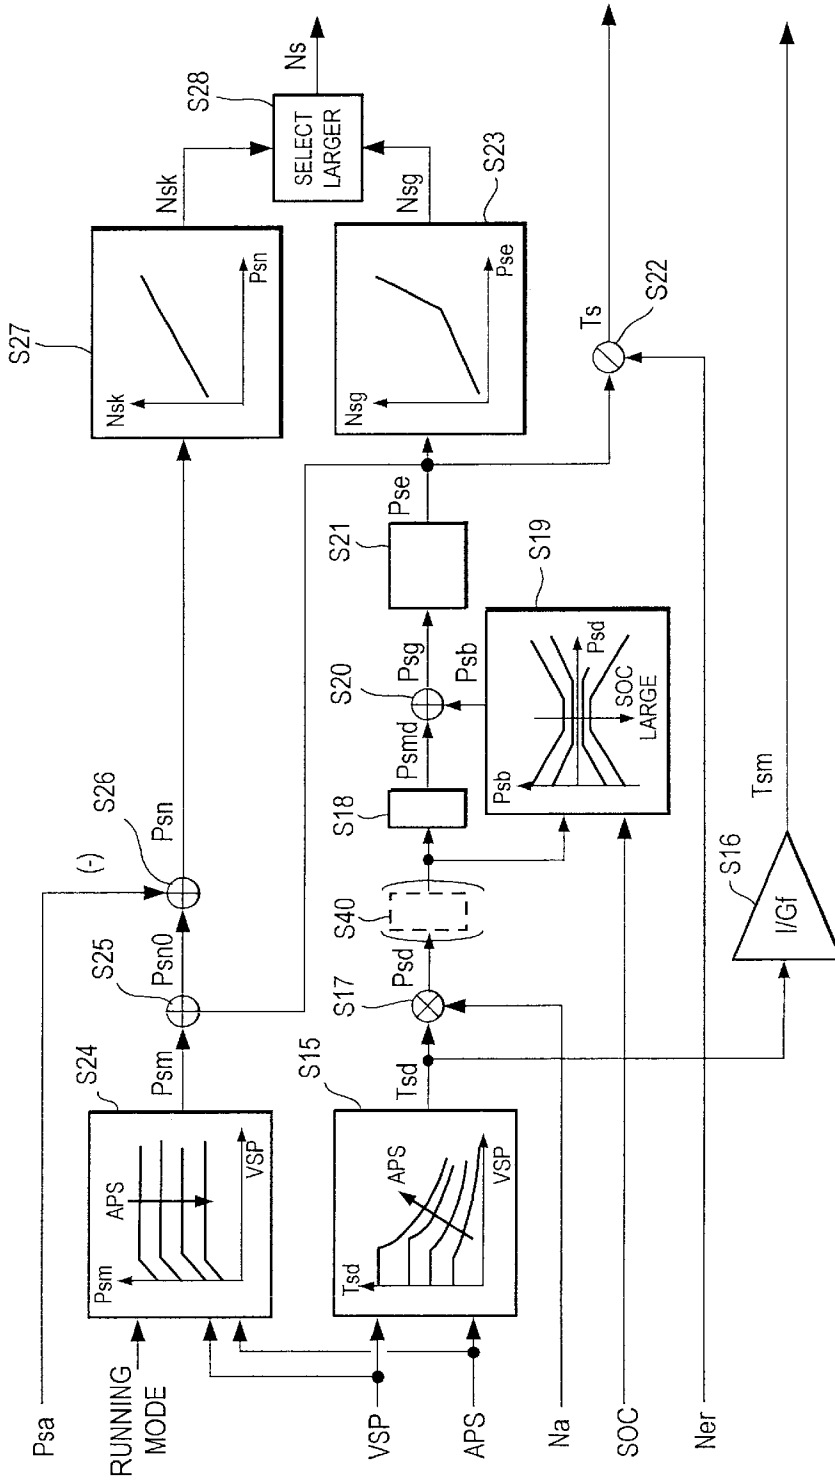 Psa
RUNNING
MODE
VSP
APS
Na
SOC
Ner
S24
Psm
APS
VSP
Psm
S25
Psn0
S26
(-)
Psn
S27
Nsk
Psn
Nsk
S28
SELECT
LARGER
Ns
S15
Tsd
APS
VSP
Tsd
S17
Psd
S40
S18
Psmd
S20
Psg
Psb
S21
Pse
Nsg
Pse
S23
Nsg
S19
Psb
Psd
SOC
LARGE
Ts
S22
S16
I/Gf
Tsm